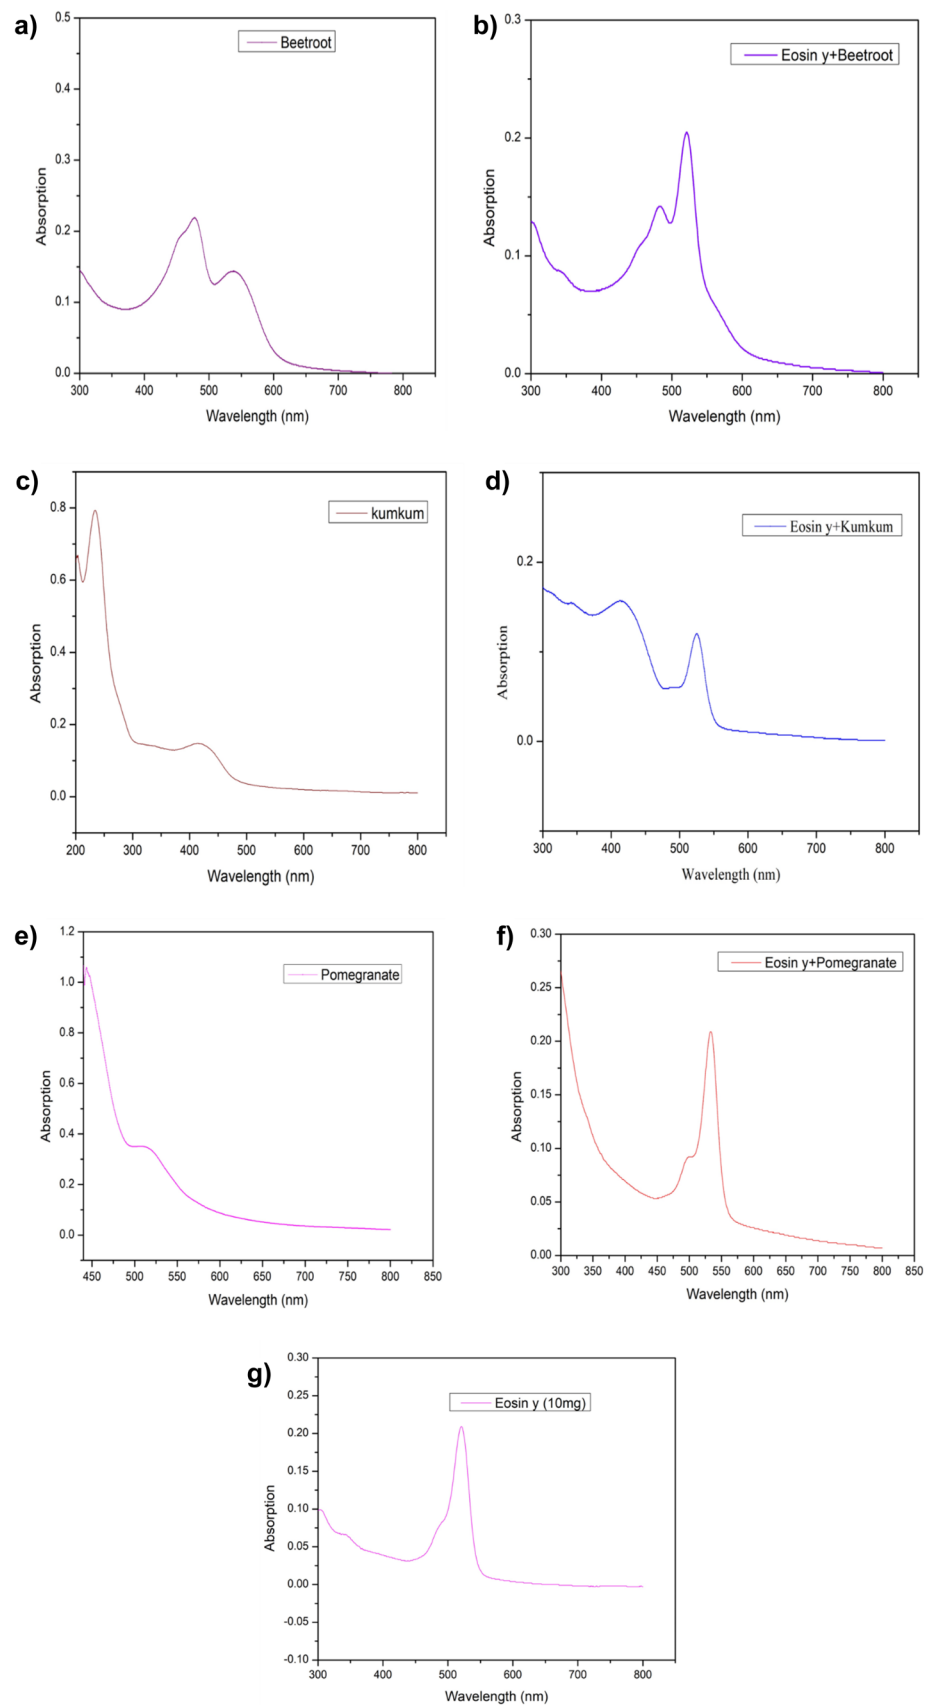 a)
Beetroot
0.5
0.4
0.3
0.2
0.1
0.0
Absorption
300 400 500 600 700 800
Wavelength (nm)
b)
Eosin y+Beetroot
0.3
0.2
0.1
0.0
Absorption
300 400 500 600 700 800
Wavelength (nm)
c)
kumkum
0.8
0.6
0.4
0.2
0.0
Absorption
200 300 400 500 600 700 800
Wavelength (nm)
d)
Eosin y+Kumkum
0.2
0.0
Absorption
300 400 500 600 700 800
Wavelength (nm)
e)
Pomegranate
1.2
1.0
0.8
0.6
0.4
0.2
0.0
Absorption
450 500 550 600 650 700 750 800 850
Wavelength (nm)
f)
Eosin y+Pomegranate
0.30
0.25
0.20
0.15
0.10
0.05
0.00
Absorption
300 350 400 450 500 550 600 650 700 750 800 850
Wavelength (nm)
g)
Eosin y (10mg)
0.30
0.25
0.20
0.15
0.10
0.05
0.00
-0.05
-0.10
Absorption
300 400 500 600 700 800
Wavelength (nm)